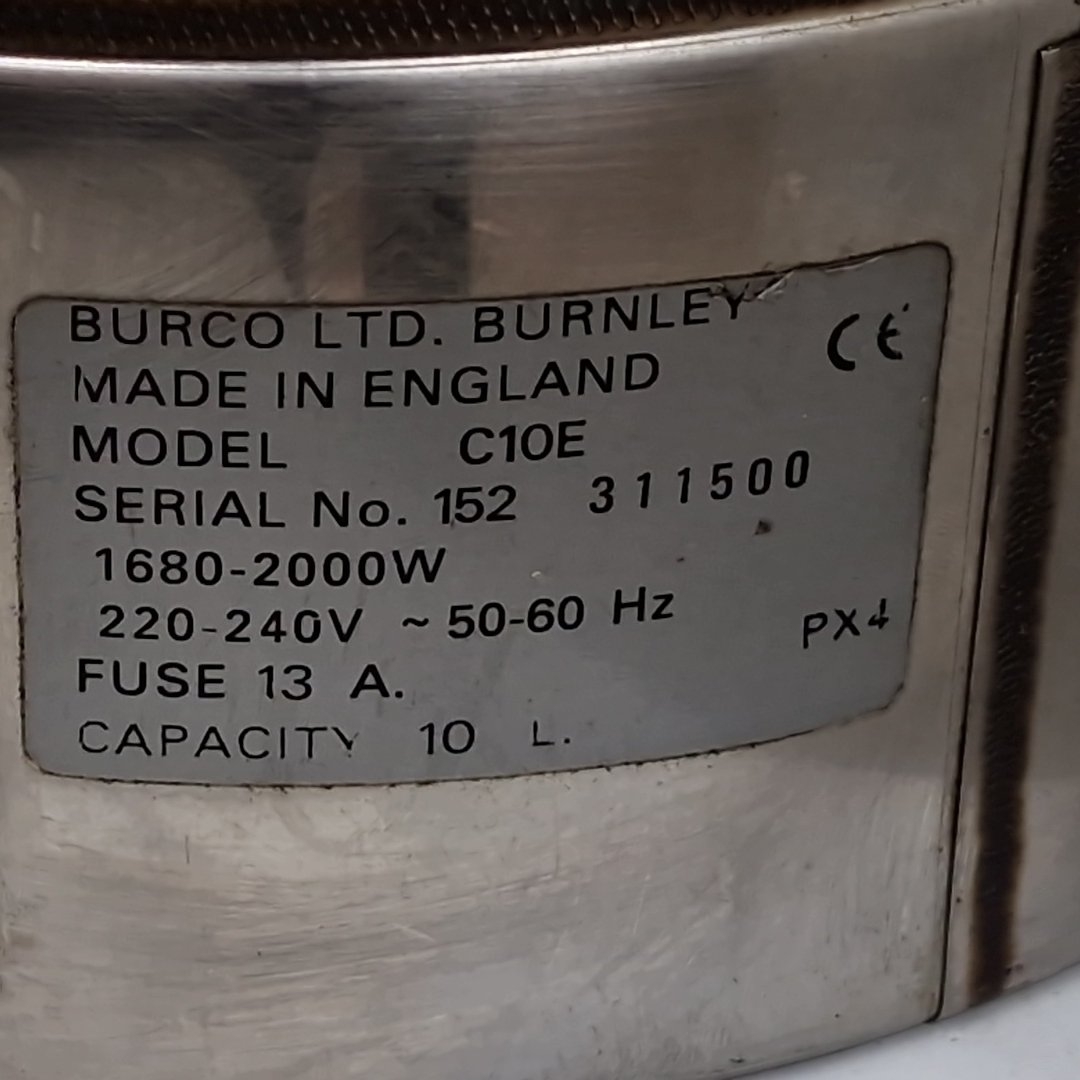 BURCO LTD. BURNLEY
CE
MADE IN ENGLAND
MODEL C10E
SERIAL No. 152 311500
1680-2000W
220-240V ~ 50-60 Hz
PX4
FUSE 13 A.
CAPACITY 10 L.